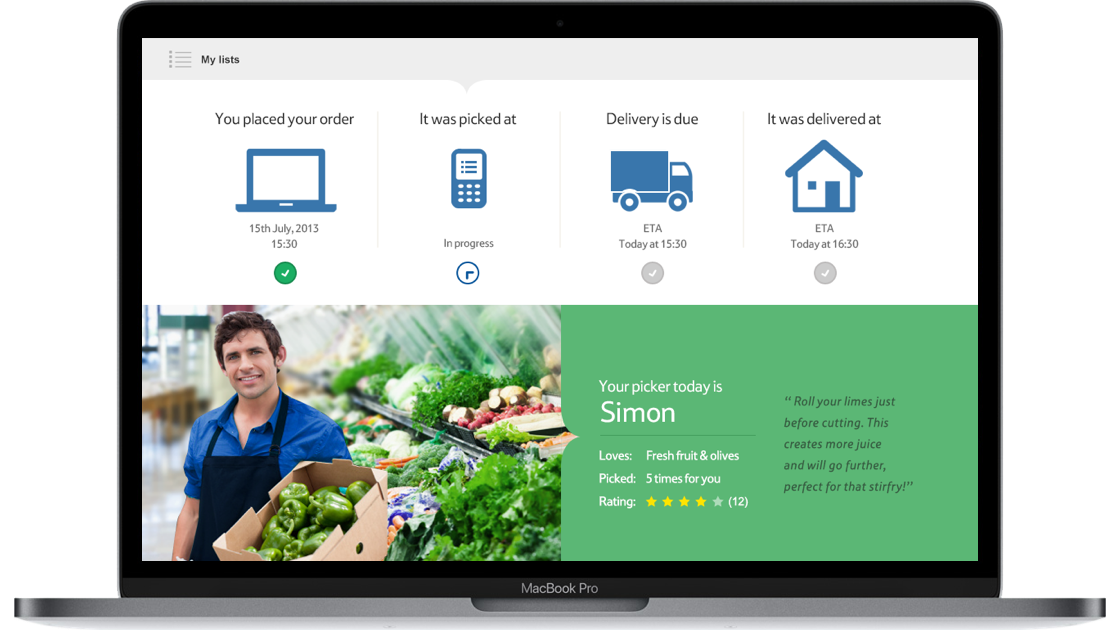 My lists
You placed your order
It was picked at
Delivery is due
It was delivered at
15th July, 2013
15:30
In progress
ETA
Today at 15:30
ETA
Today at 16:30
Your picker today is
Simon
Loves: Fresh fruit & olives
Picked: 5 times for you
Rating: (12)
“ Roll your limes just
before cutting. This
creates more juice
and will go further,
perfect for that stirfry!”
MacBook Pro